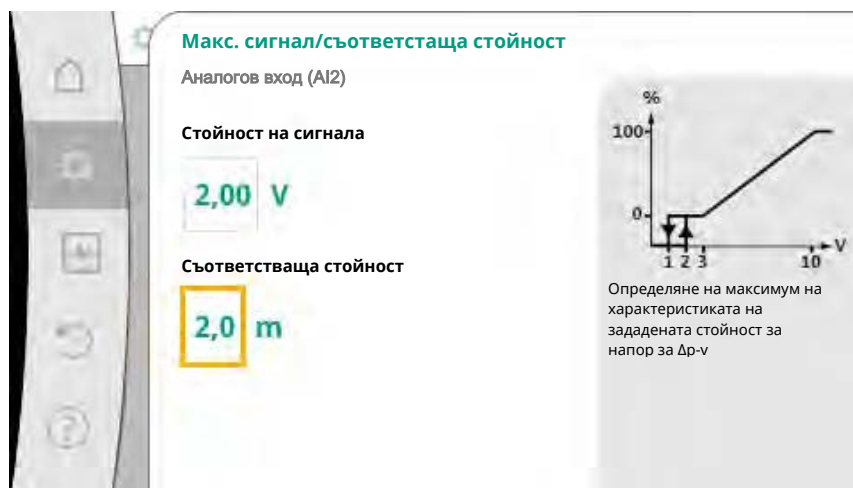 Макс. сигнал/съответстаща стойност
Аналогов вход (AI2)
Стойност на сигнала
2,00 V
Съответстваща стойност
2,0 m
%
100
0
1 2 3 10 V
Определяне на максимум на
характеристиката на
зададената стойност за
напор за Δp-v
?